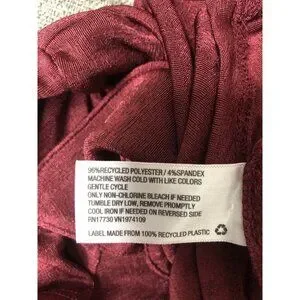 96%RECYCLED POLYESTER / 4%SPANDEX
MACHINE WASH COLD WITH LIKE COLORS
GENTLE CYCLE
ONLY NON-CHLORINE BLEACH IF NEEDED
TUMBLE DRY LOW, REMOVE PROMPTLY
COOL IRON IF NEEDED ON REVERSED SIDE
RN17730 VN1974109
LABEL MADE FROM 100% RECYCLED PLASTIC